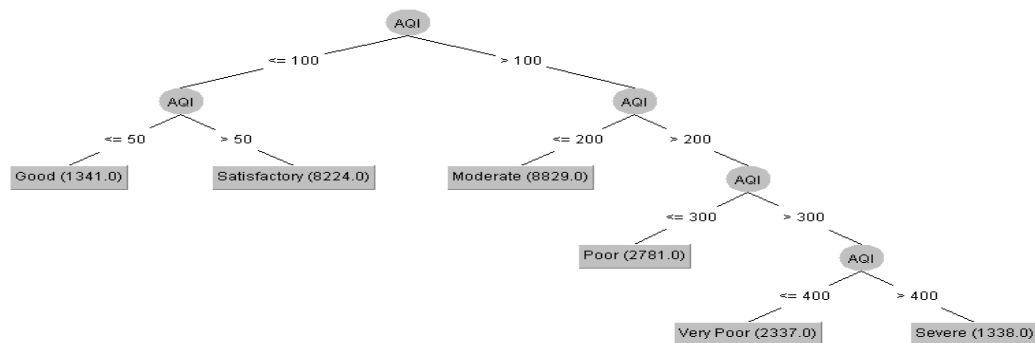 AQI
<= 100 > 100
AQI AQI
<= 50 > 50 <= 200 > 200
Good (1341.0) Satisfactory (8224.0) Moderate (8829.0) AQI
<= 300 > 300
Poor (2781.0) AQI
<= 400 > 400
Very Poor (2337.0) Severe (1338.0)